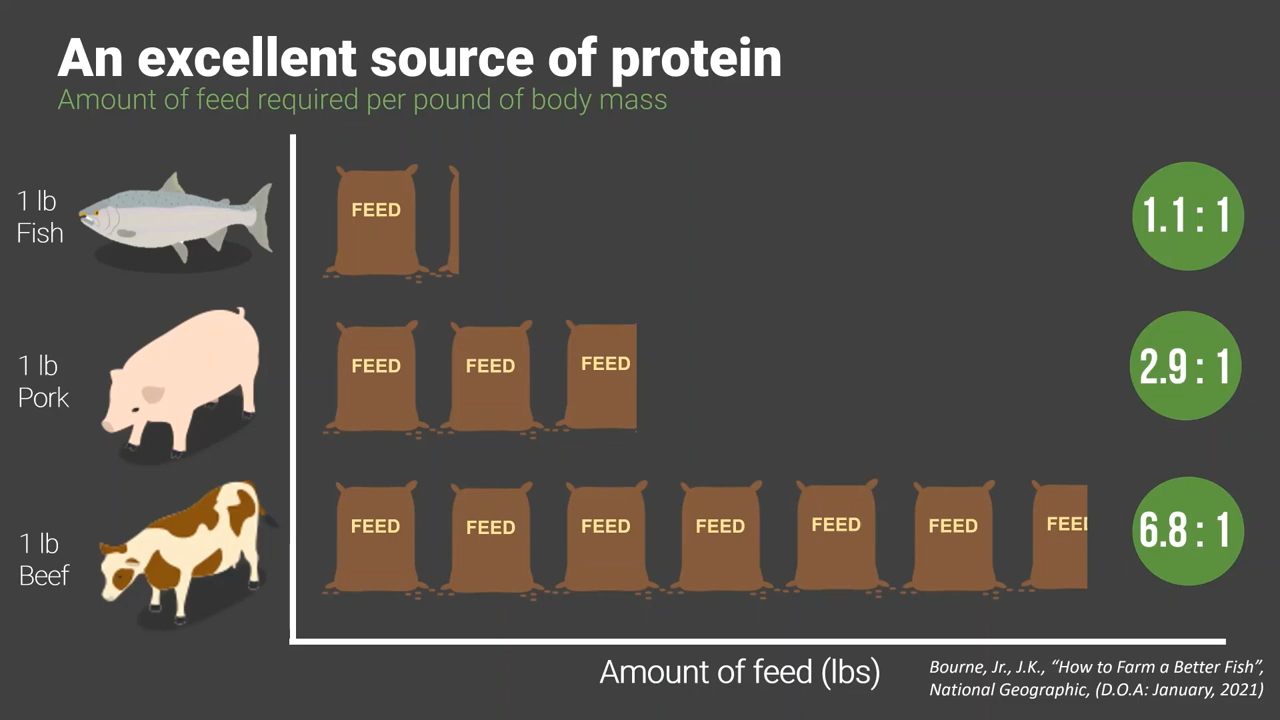 An excellent source of protein
Amount of feed required per pound of body mass
1 lb
Fish
FEED
1.1 : 1
1 lb
Pork
FEED
FEED
FEED
2.9 : 1
1 lb
Beef
FEED
FEED
FEED
FEED
FEED
FEED
FEE
6.8 : 1
Amount of feed (lbs)
Bourne, Jr., J.K., “How to Farm a Better Fish”,
National Geographic, (D.O.A: January, 2021)